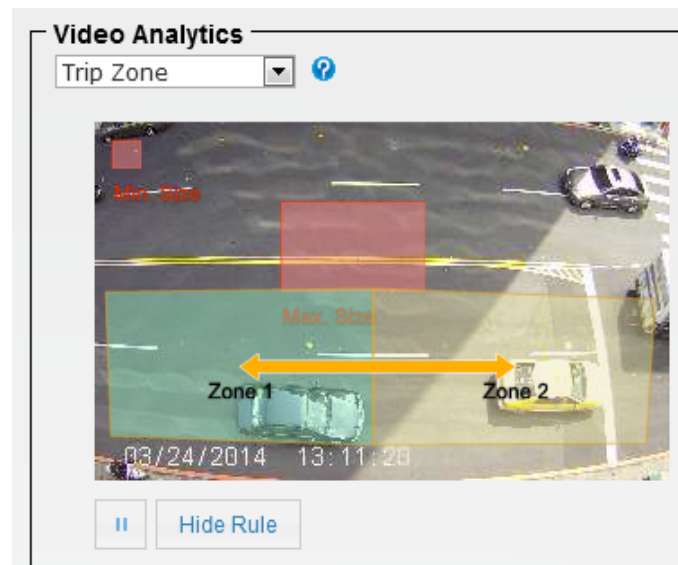 Video Analytics
Trip Zone
Min. Size
Max. Size
Zone 1
Zone 2
03/24/2014 13:11:20
Hide Rule